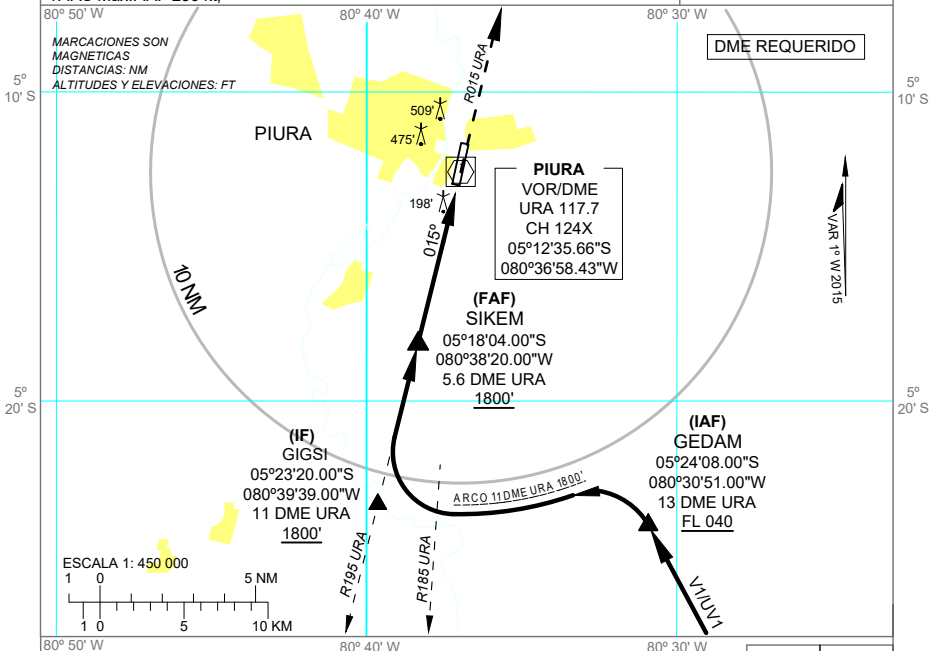 80º 50' W
80º 40' W
80º 30' W
MARCACIONES SON
MAGNETICAS
DISTANCIAS: NM
ALTITUDES Y ELEVACIONES: FT
DME REQUERIDO
R015 URA
5º
10' S
5º
10' S
PIURA
509'
475'
198'
015º
PIURA
VOR/DME
URA 117.7
CH 124X
05º12'35.66"S
080º36'58.43"W
VAR 1º W 2015
10 NM
(FAF)
SIKEM
05º18'04.00"S
080º38'20.00"W
5.6 DME URA
1800'
5º
20' S
5º
20' S
(IF)
GIGSI
05º23'20.00"S
080º39'39.00"W
11 DME URA
1800'
(IAF)
GEDAM
05º24'08.00"S
080º30'51.00"W
13 DME URA
FL 040
ARCO 11DME URA 1800'
R195 URA
R185 URA
V1/UV1
ESCALA 1: 450 000
1 0 5 NM
1 0 5 10 KM
80º 50' W
80º 40' W
80º 30' W